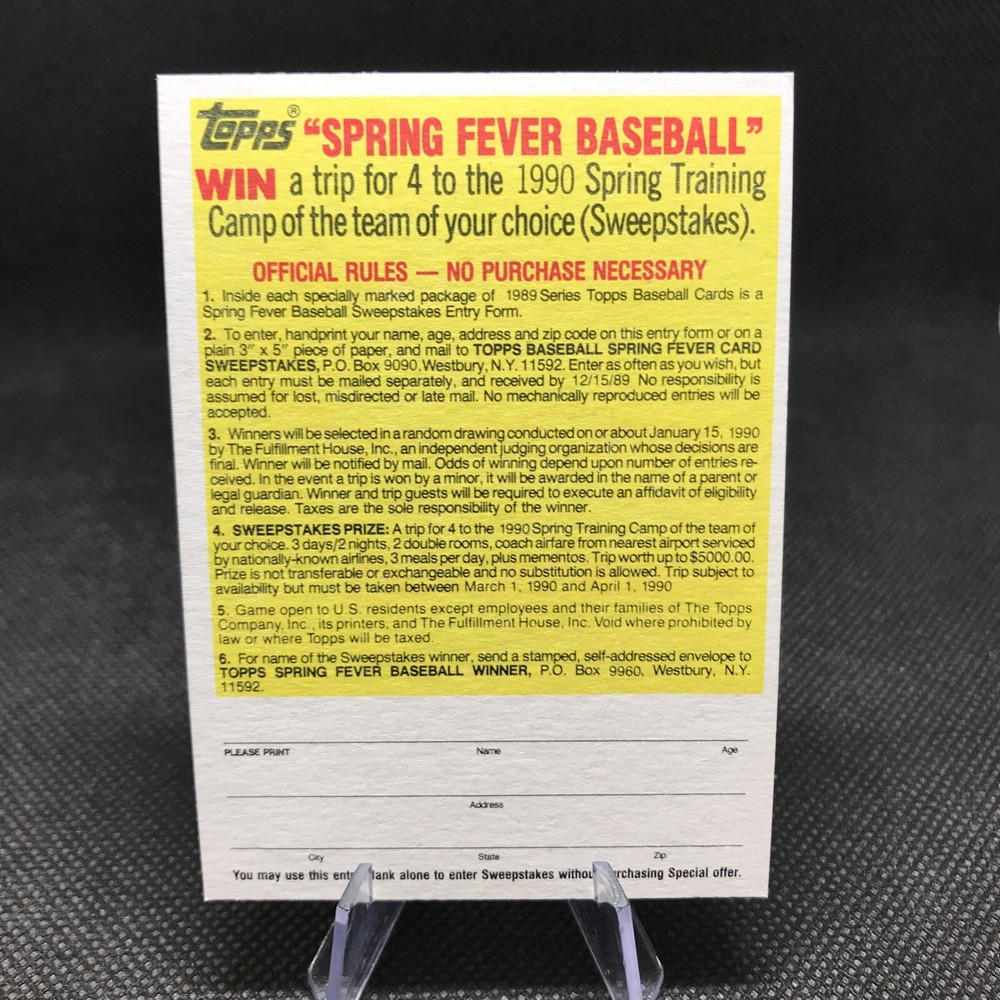 topps® “SPRING FEVER BASEBALL”
WIN a trip for 4 to the 1990 Spring Training
Camp of the team of your choice (Sweepstakes).
OFFICIAL RULES — NO PURCHASE NECESSARY
1. Inside each specially marked package of 1989 Series Topps Baseball Cards is a
Spring Fever Baseball Sweepstakes Entry Form.
2. To enter, handprint your name, age, address and zip code on this entry form or on a
plain 3″ x 5″ piece of paper, and mail to TOPPS BASEBALL SPRING FEVER CARD
SWEEPSTAKES, P.O. Box 9090, Westbury, N.Y. 11592. Enter as often as you wish, but
each entry must be mailed separately, and received by 12/15/89 No responsibility is
assumed for lost, misdirected or late mail. No mechanically reproduced entries will be
accepted.
3. Winners will be selected in a random drawing conducted on or about January 15, 1990
by The Fulfillment House, Inc., an independent judging organization whose decisions are
final. Winner will be notified by mail. Odds of winning depend upon number of entries re-
ceived. In the event a trip is won by a minor, it will be awarded in the name of a parent or
legal guardian. Winner and trip guests will be required to execute an affidavit of eligibility
and release. Taxes are the sole responsibility of the winner.
4. SWEEPSTAKES PRIZE: A trip for 4 to the 1990 Spring Training Camp of the team of
your choice. 3 days/2 nights, 2 double rooms, coach airfare from nearest airport serviced
by nationally-known airlines, 3 meals per day, plus mementos. Trip worth up to $5000.00.
Prize is not transferable or exchangeable and no substitution is allowed. Trip subject to
availability but must be taken between March 1, 1990 and April 1, 1990
5. Game open to U.S. residents except employees and their families of The Topps
Company, Inc., its printers, and The Fulfillment House, Inc. Void where prohibited by
law or where Topps will be taxed.
6. For name of the Sweepstakes winner, send a stamped, self-addressed envelope to
TOPPS SPRING FEVER BASEBALL WINNER, P.O. Box 9960, Westbury, N.Y.
11592.
PLEASE PRINT Name Age
Address
City State Zip
You may use this ent lank alone to enter Sweepstakes withou rchasing Special offer.